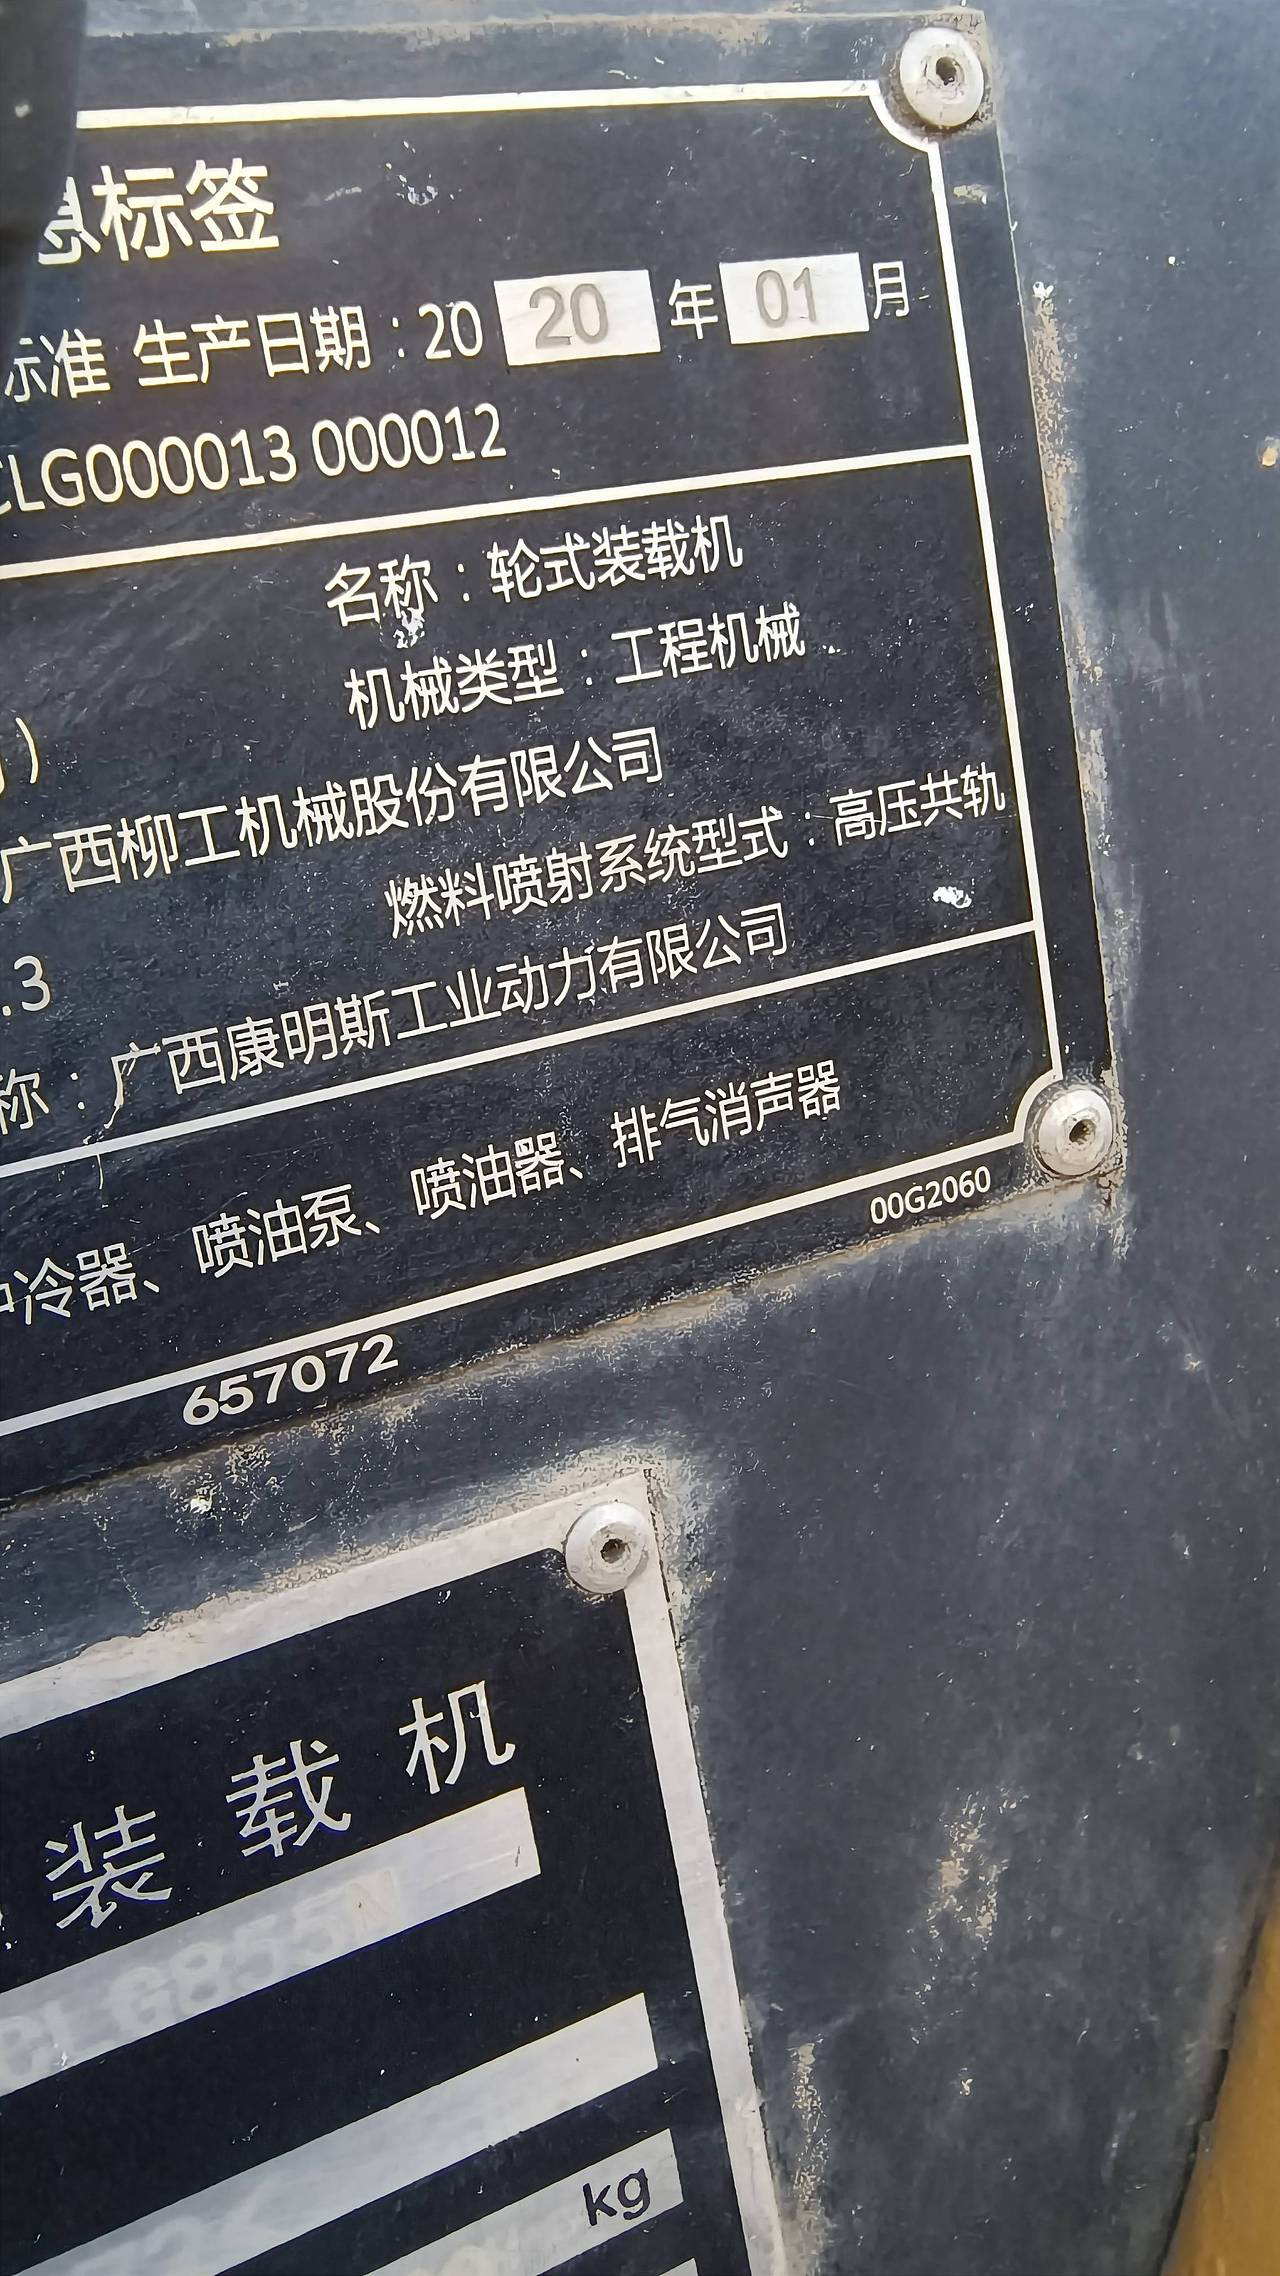 息标签
标准 生产日期：20 20 年 01 月
CLG000013 000012
名称：轮式装载机
机械类型：工程机械
）
广西柳工机械股份有限公司
燃料喷射系统型式：高压共轨
.3
称：广西康明斯工业动力有限公司
中冷器、喷油泵、喷油器、排气消声器
00G2060
657072
装载机
CLG855N
kg